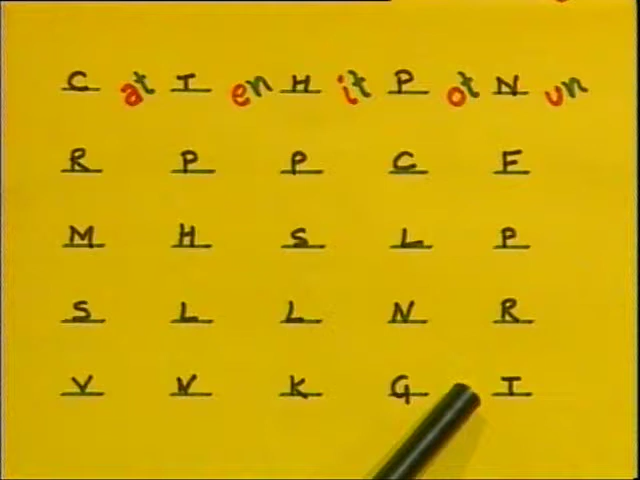 C at T en H it P ot N un
R P P C F
M H S L P
S L L N R
V N K G T